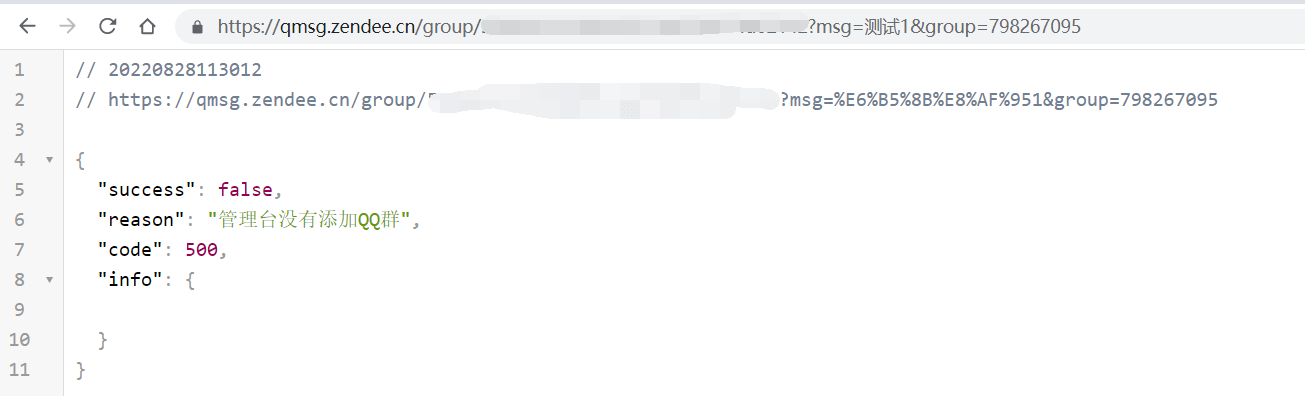 https://qmsg.zendee.cn/group/ ?msg=测试1&group=798267095
1 // 20220828113012
2 // https://qmsg.zendee.cn/group/ ?msg=%E6%B5%8B%E8%AF%951&group=798267095
3
4 {
5 "success": false,
6 "reason": "管理台没有添加QQ群",
7 "code": 500,
8 "info": {
9
10 }
11 }